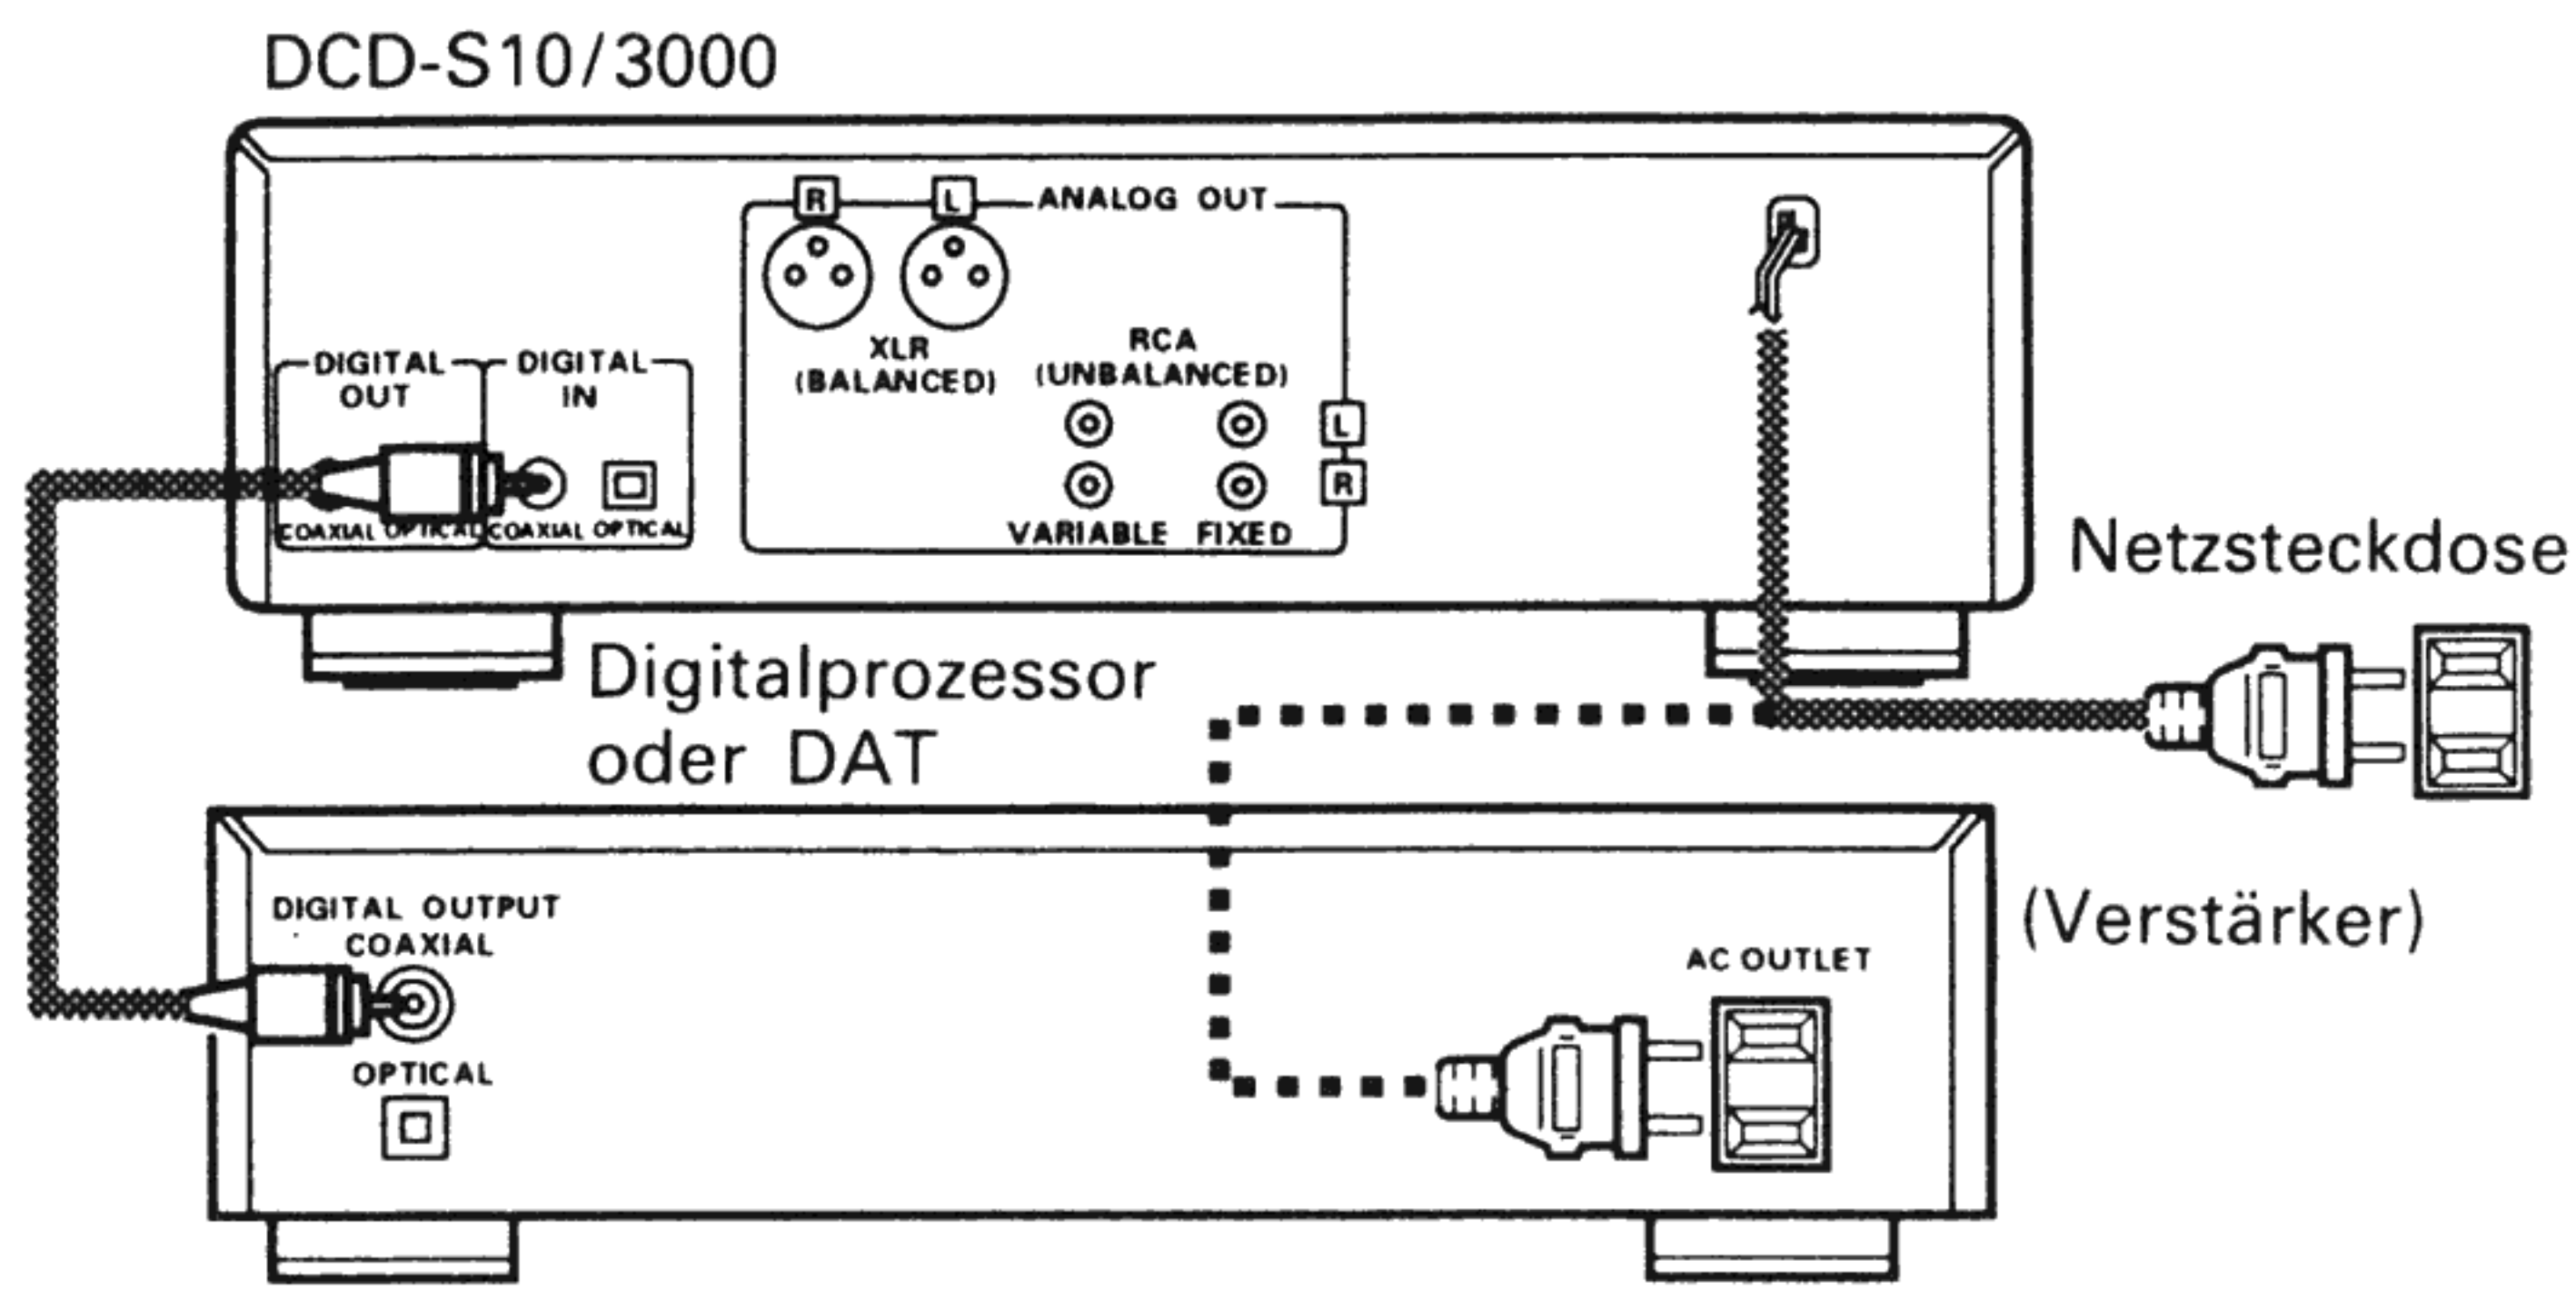 DCD-S10/3000
R L ANALOG OUT
XLR
(BALANCED)
RCA
(UNBALANCED)
DIGITAL
OUT
DIGITAL
IN
L
R
COAXIAL OPTICAL COAXIAL OPTICAL
VARIABLE FIXED
Netzsteckdose
Digitalprozessor
oder DAT
(Verstärker)
DIGITAL OUTPUT
COAXIAL
OPTICAL
AC OUTLET